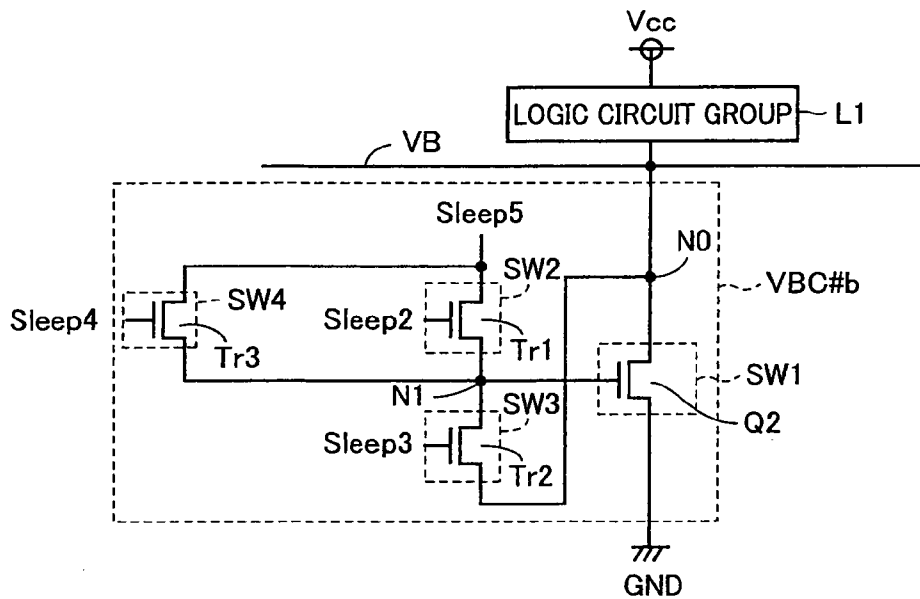 Vcc
LOGIC CIRCUIT GROUP
L1
VB
Sleep5
N0
SW2
VBC#b
SW4
Sleep4
Sleep2
Tr3
Tr1
SW1
N1
SW3
Q2
Sleep3
Tr2
GND